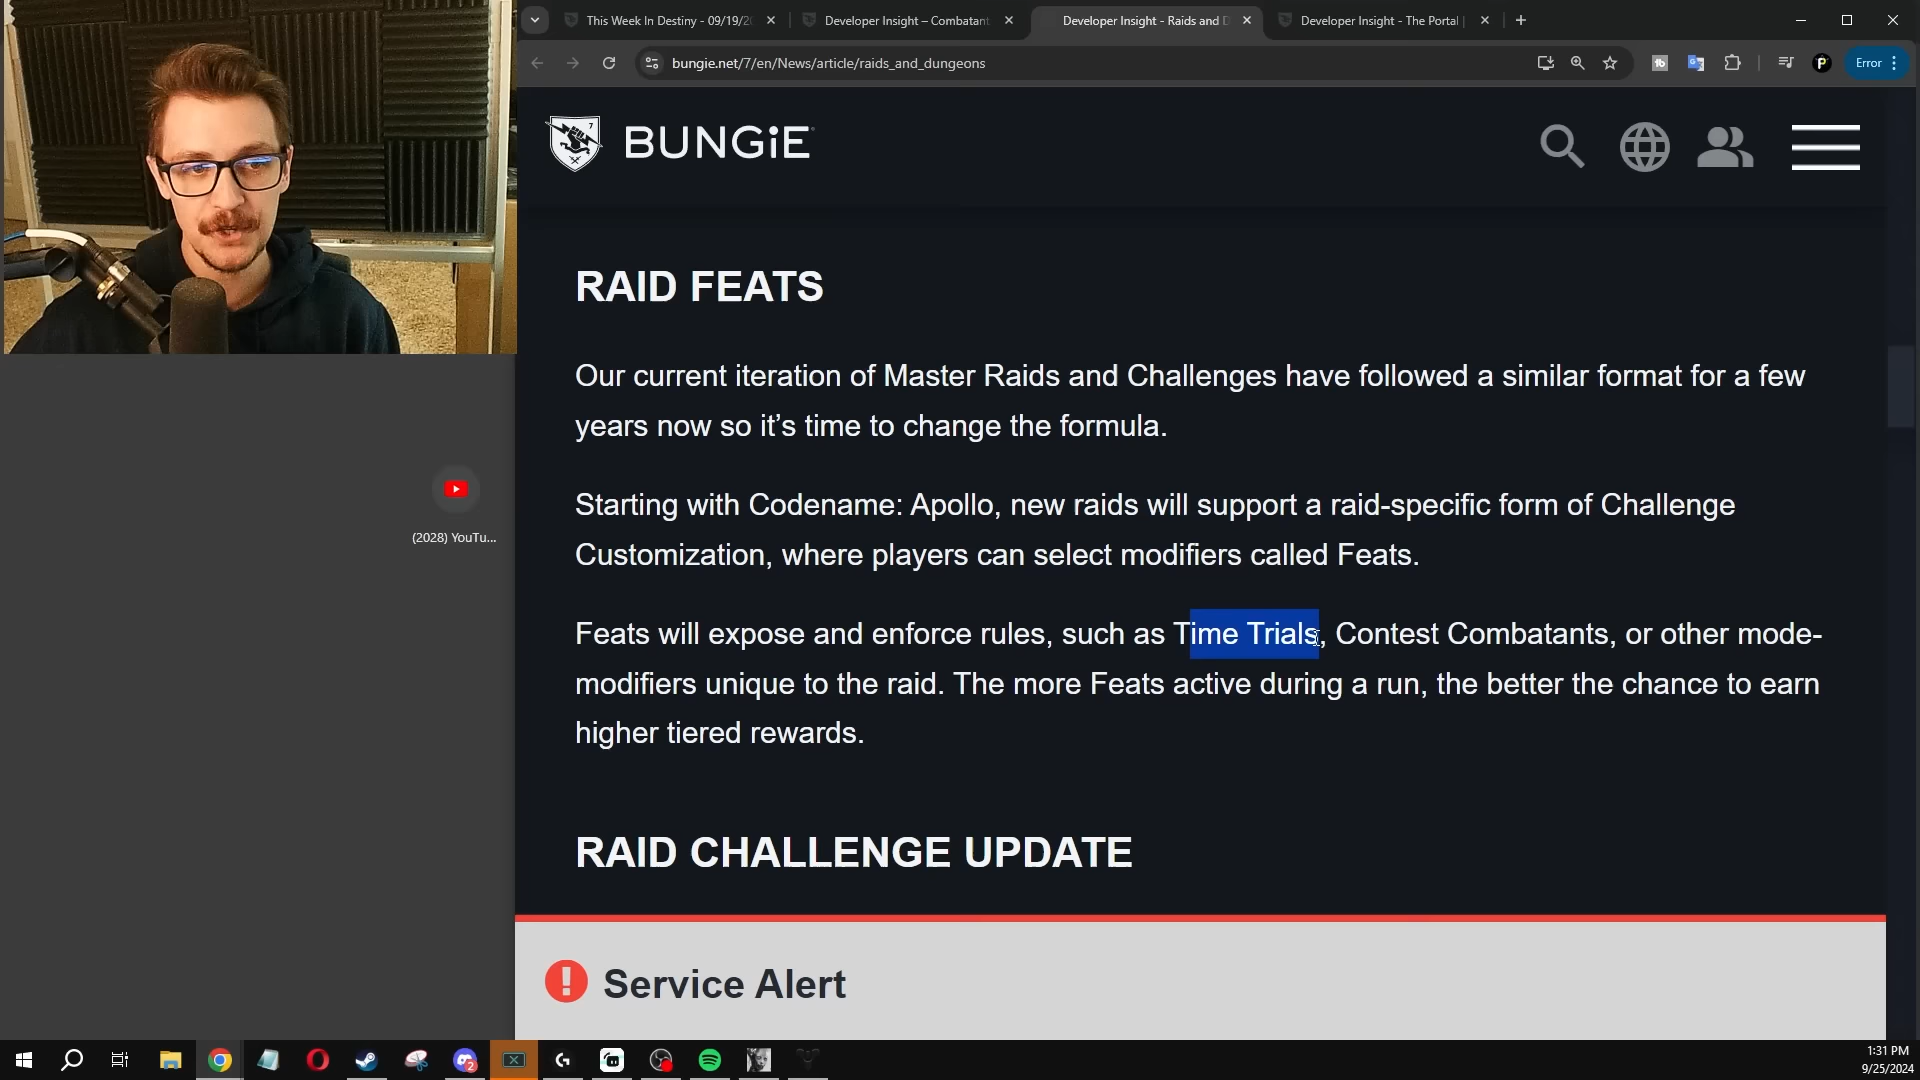 This Week In Destiny - 09/19/20
Developer Insight – Combatant
Developer Insight - Raids and D
Developer Insight - The Portal |
bungie.net/7/en/News/article/raids_and_dungeons
Error
7
BUNGiE
RAID FEATS
Our current iteration of Master Raids and Challenges have followed a similar format for a few
years now so it’s time to change the formula.
Starting with Codename: Apollo, new raids will support a raid-specific form of Challenge
Customization, where players can select modifiers called Feats.
Feats will expose and enforce rules, such as Time Trials, Contest Combatants, or other mode-
modifiers unique to the raid. The more Feats active during a run, the better the chance to earn
higher tiered rewards.
(2028) YouTu...
RAID CHALLENGE UPDATE
Service Alert
2
1:31 PM
9/25/2024